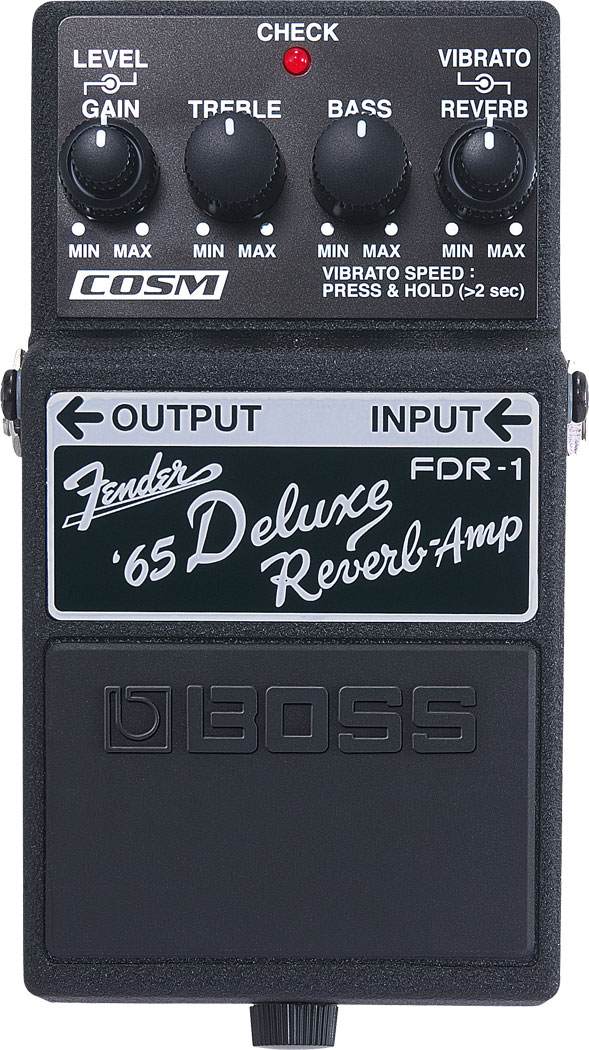 CHECK
LEVEL
VIBRATO
GAIN
TREBLE
BASS
REVERB
MIN MAX
MIN MAX
MIN MAX
MIN MAX
COSM
VIBRATO SPEED :
PRESS & HOLD (>2 sec)
OUTPUT
INPUT
Fender
FDR-1
'65 Deluxe
Reverb-Amp
BOSS